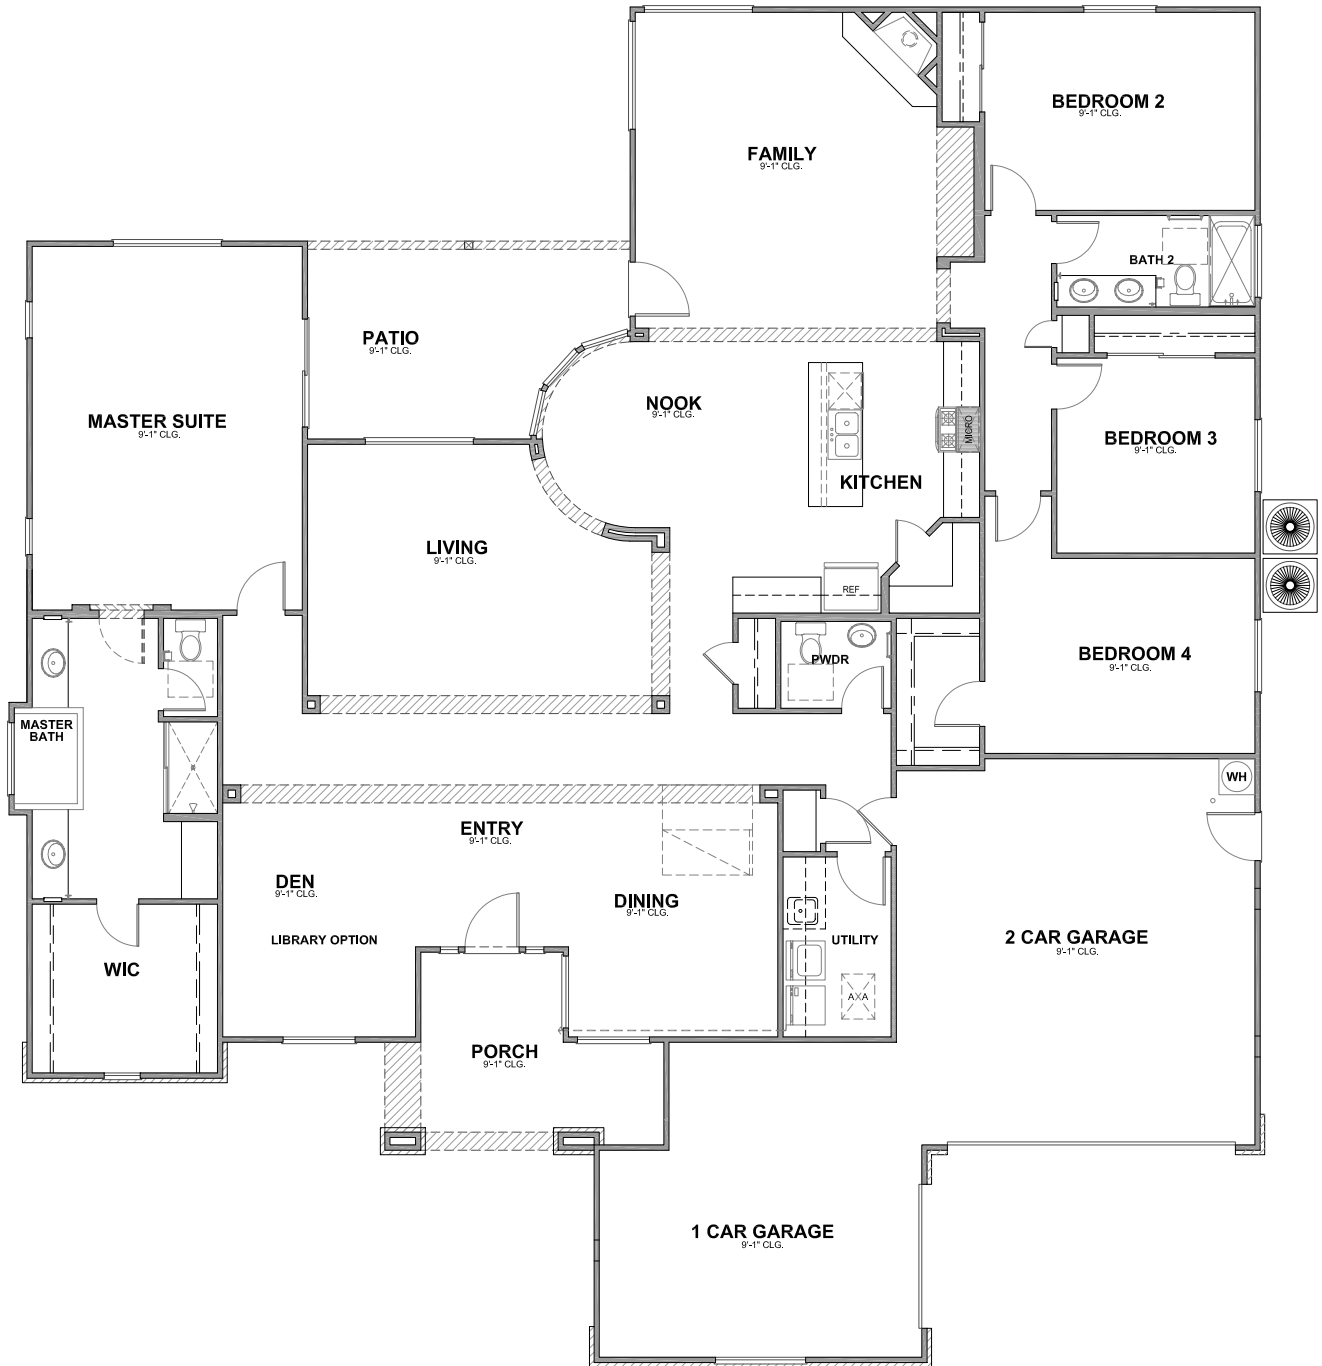 BEDROOM 2
9'-1" CLG.
FAMILY
9'-1" CLG.
BATH 2
PATIO
9'-1" CLG.
NOOK
9'-1" CLG.
MASTER SUITE
9'-1" CLG.
MICRO
BEDROOM 3
9'-1" CLG.
KITCHEN
LIVING
9'-1" CLG.
REF
PWDR
BEDROOM 4
9'-1" CLG.
MASTER
BATH
WH
ENTRY
9'-1" CLG.
DEN
9'-1" CLG.
DINING
9'-1" CLG.
LIBRARY OPTION
UTILITY
2 CAR GARAGE
9'-1" CLG.
WIC
AXA
PORCH
9'-1" CLG.
1 CAR GARAGE
9'-1" CLG.